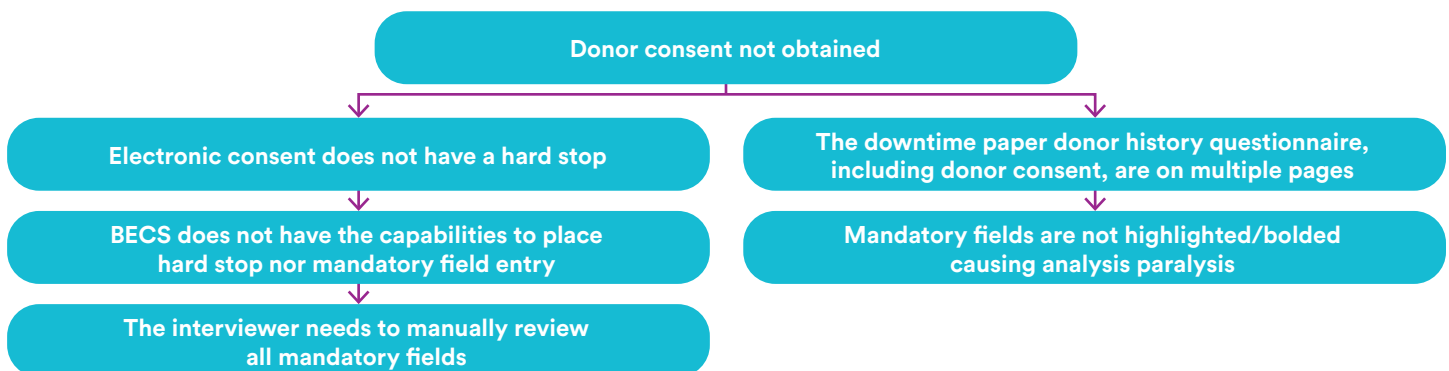 Donor consent not obtained
Electronic consent does not have a hard stop
The downtime paper donor history questionnaire,
including donor consent, are on multiple pages
BECS does not have the capabilities to place
hard stop nor mandatory field entry
Mandatory fields are not highlighted/bolded
causing analysis paralysis
The interviewer needs to manually review
all mandatory fields